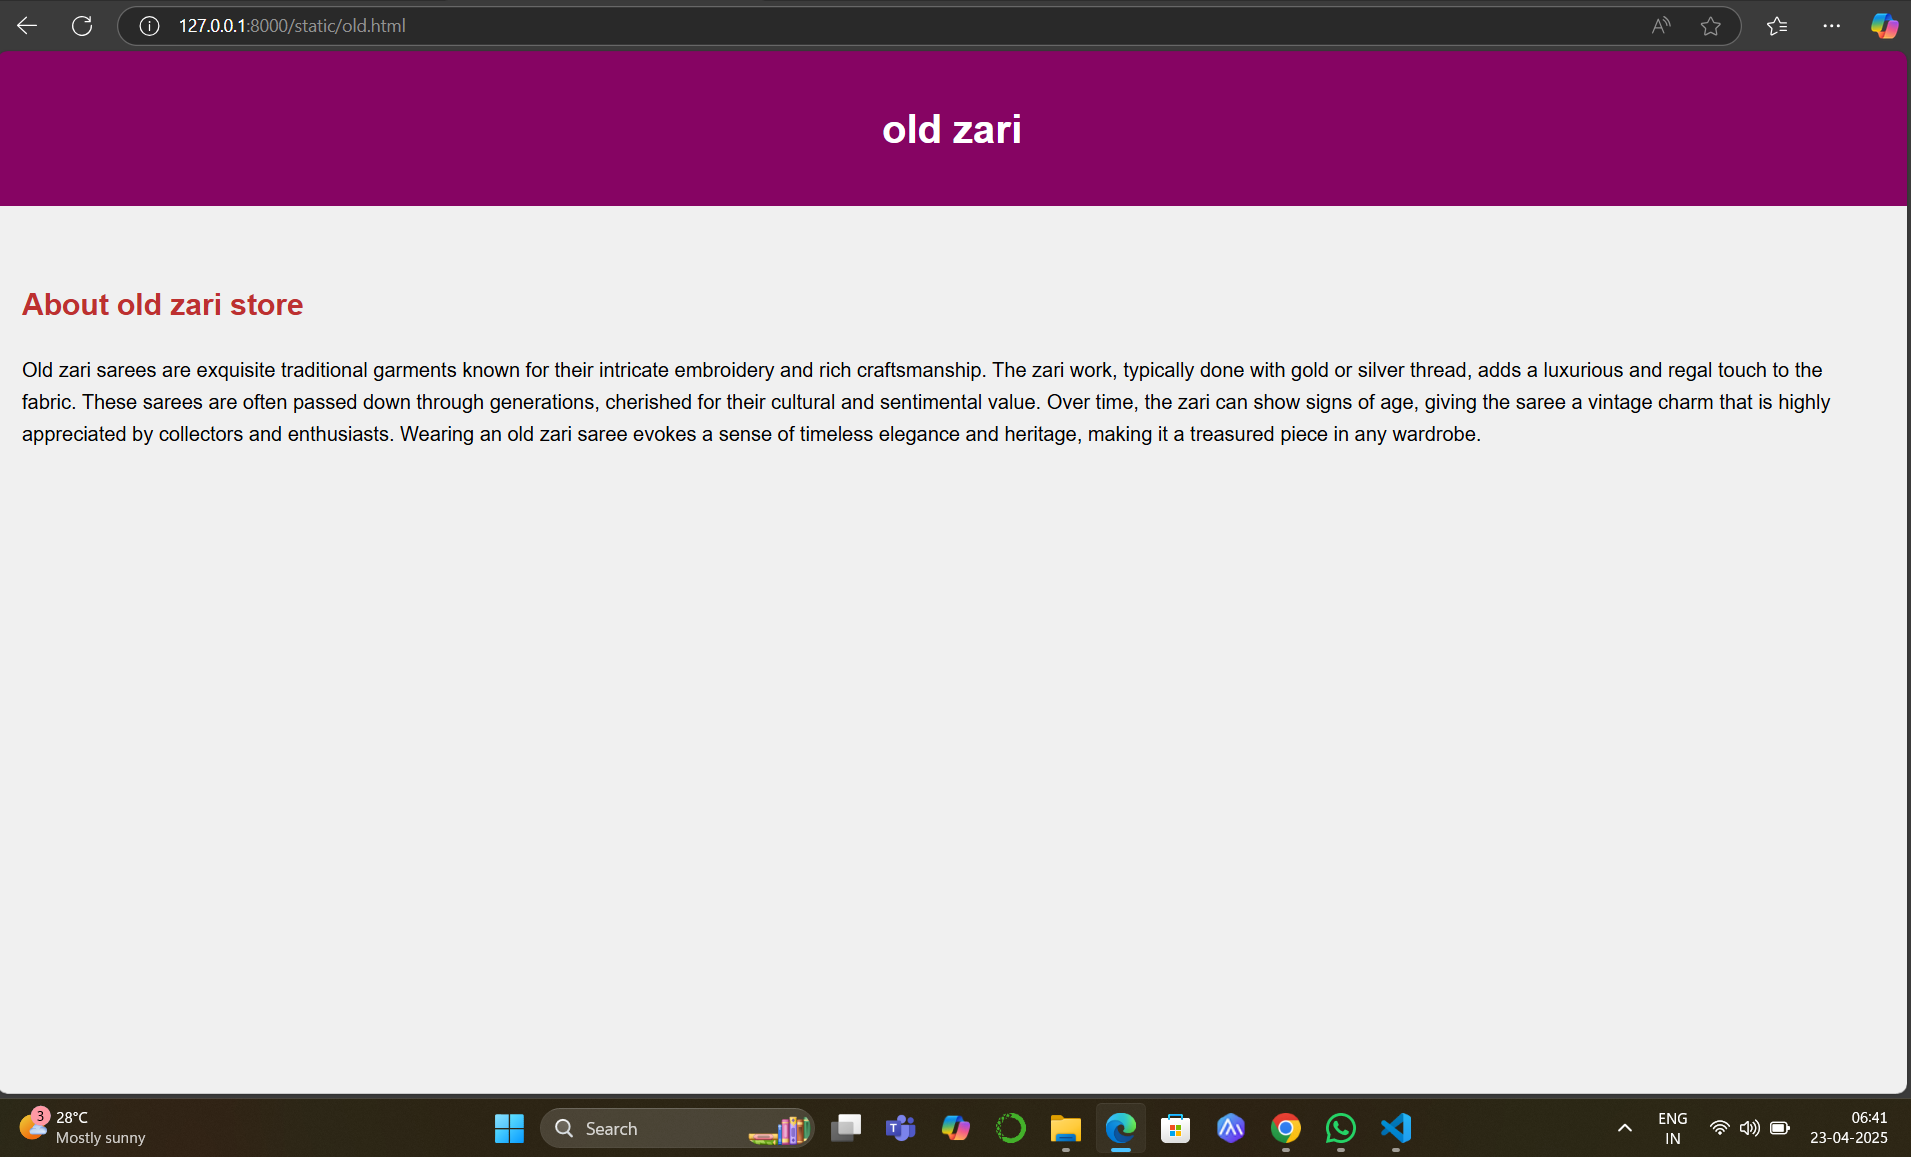 127.0.0.1:8000/static/old.html
old zari
About old zari store
Old zari sarees are exquisite traditional garments known for their intricate embroidery and rich craftsmanship. The zari work, typically done with gold or silver thread, adds a luxurious and regal touch to the
fabric. These sarees are often passed down through generations, cherished for their cultural and sentimental value. Over time, the zari can show signs of age, giving the saree a vintage charm that is highly
appreciated by collectors and enthusiasts. Wearing an old zari saree evokes a sense of timeless elegance and heritage, making it a treasured piece in any wardrobe.
3
28°C
Mostly sunny
Search
ENG
IN
06:41
23-04-2025